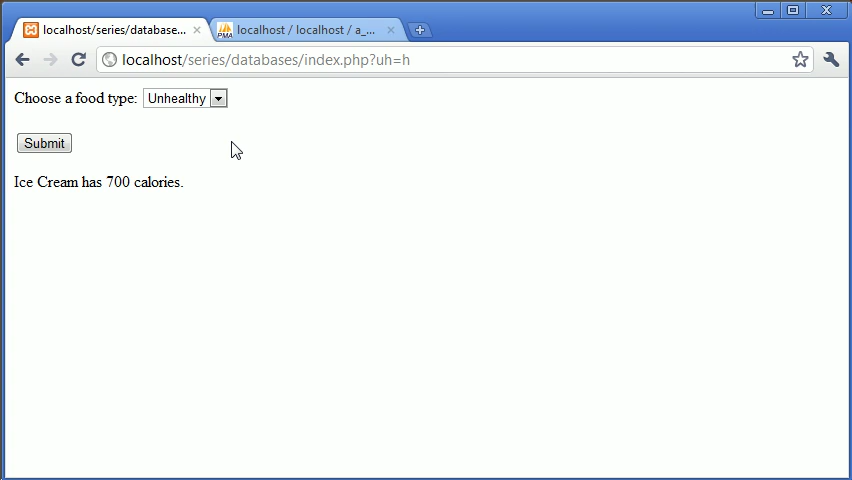 localhost/series/database...
localhost / localhost / a_...
localhost/series/databases/index.php?uh=h
Choose a food type: Unhealthy
Submit
Ice Cream has 700 calories.
PMA